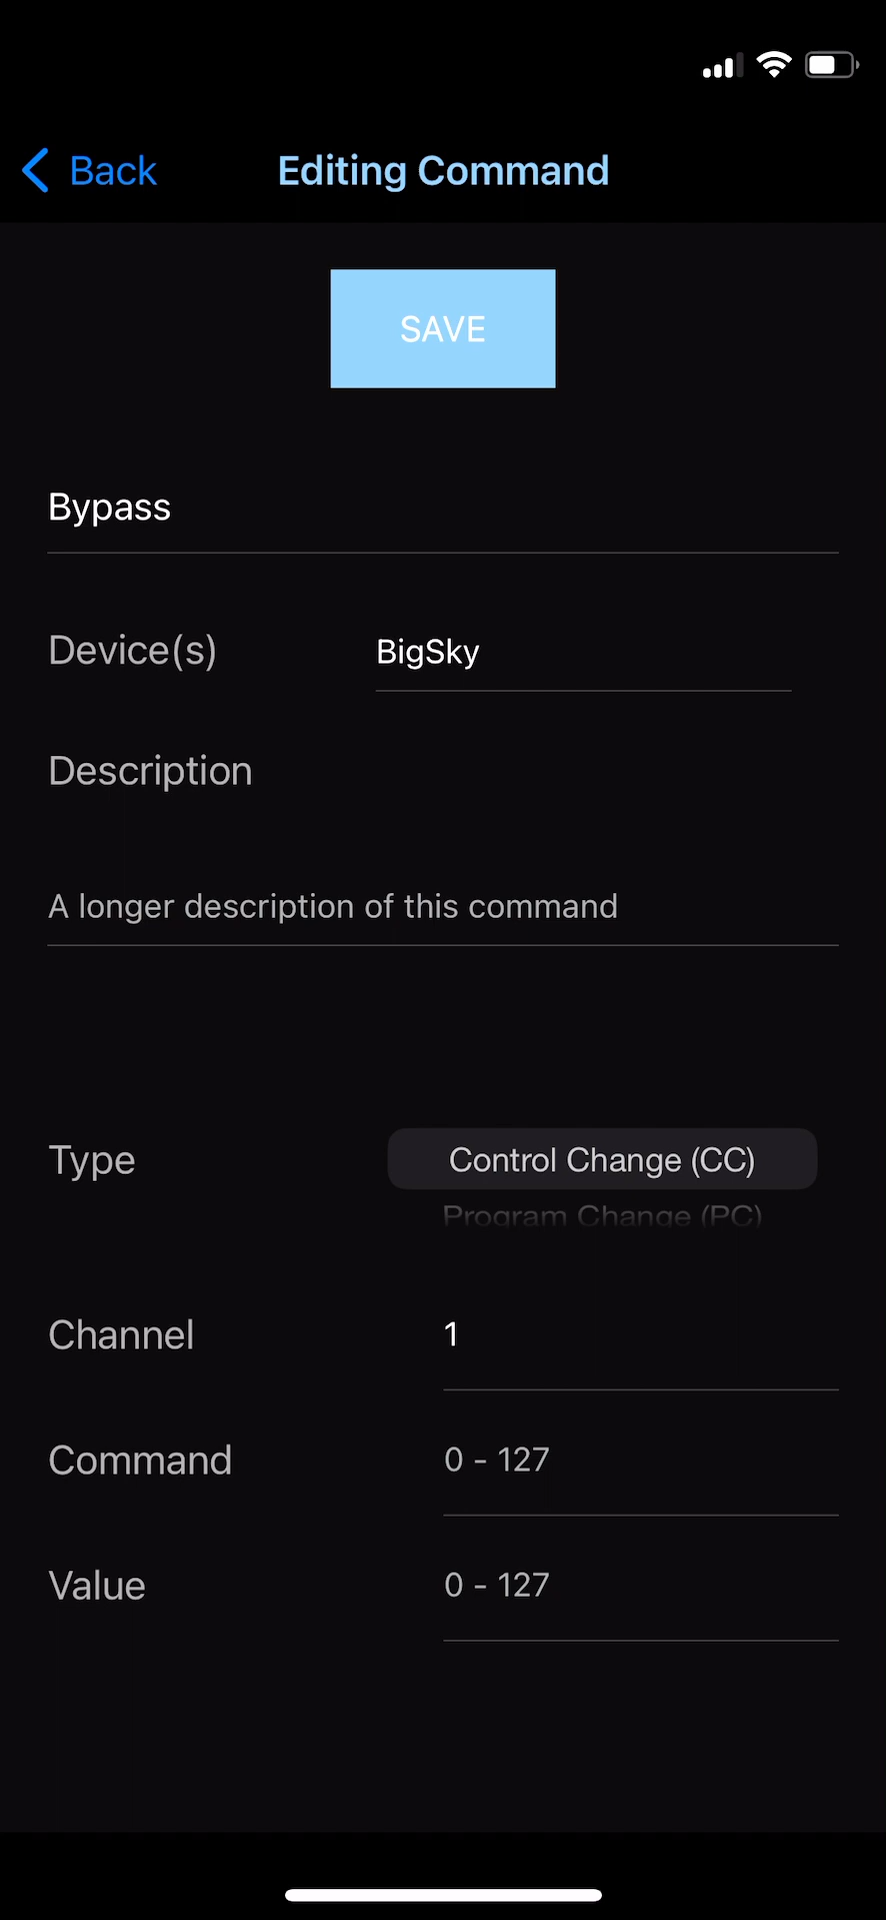 Back
Editing Command
SAVE
Bypass
Device(s)
BigSky
Description
A longer description of this command
Type
Control Change (CC)
Program Change (PC)
Channel
1
Command
0 - 127
Value
0 - 127